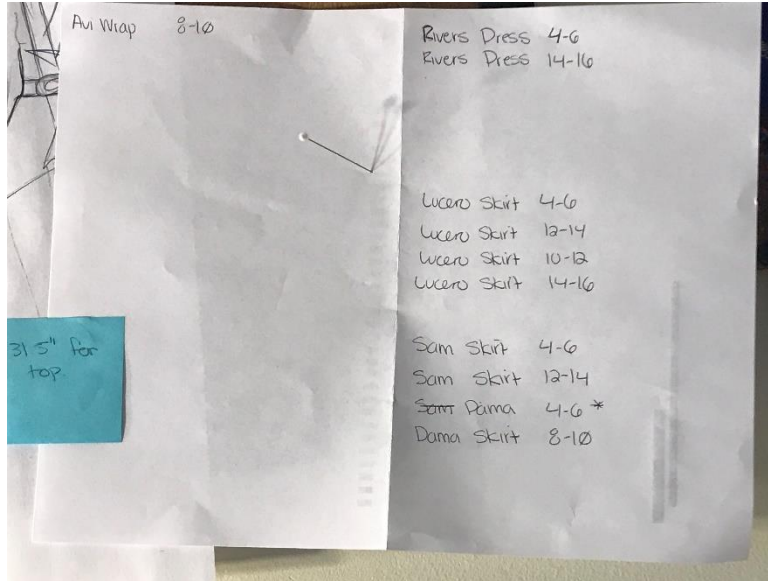 Avi Wrap 8-10
Rivers Dress 4-6
Rivers Dress 14-16
Lucero Skirt 4-6
Lucero Skirt 12-14
Lucero Skirt 10-12
Lucero Skirt 14-16
Sam Skirt 4-6
Sam Skirt 12-14
Sam Dama 4-6 *
Dama Skirt 8-10
31.5" for
top.